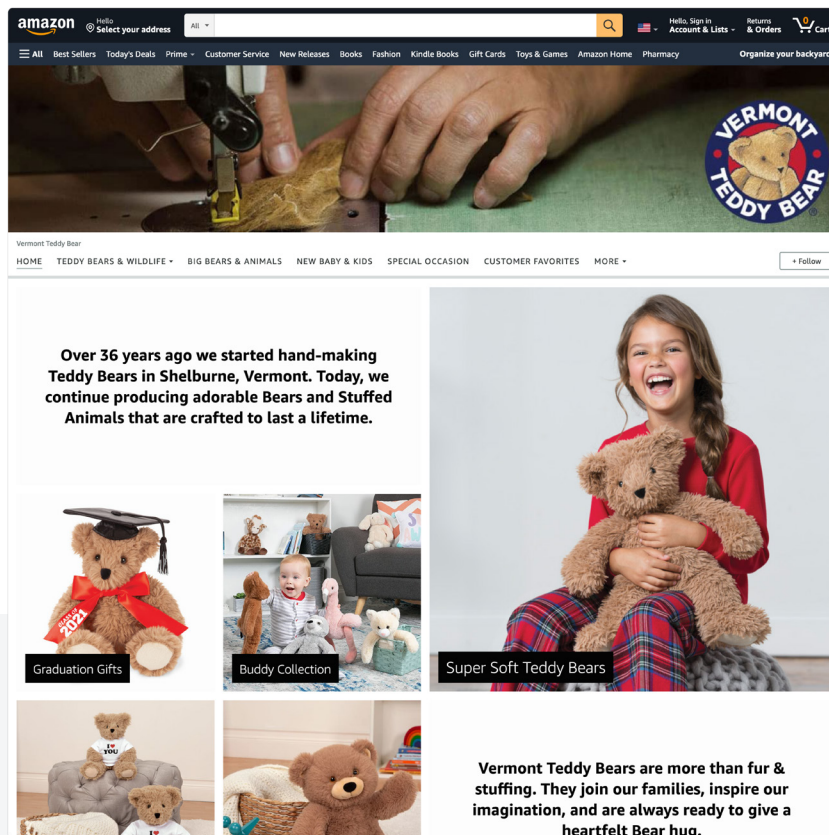 amazon
Hello
Select your address
All
Hello, Sign in
Account & Lists
Returns
& Orders
0
Cart
All Best Sellers Today's Deals Prime Customer Service New Releases Books Fashion Kindle Books Gift Cards Toys & Games Amazon Home Pharmacy Organize your backyard
VERMONT
TEDDY BEAR
®
Vermont Teddy Bear
HOME TEDDY BEARS & WILDLIFE BIG BEARS & ANIMALS NEW BABY & KIDS SPECIAL OCCASION CUSTOMER FAVORITES MORE + Follow
Over 36 years ago we started hand-making
Teddy Bears in Shelburne, Vermont. Today, we
continue producing adorable Bears and Stuffed
Animals that are crafted to last a lifetime.
CLASS OF
2021
Graduation Gifts
Buddy Collection
Super Soft Teddy Bears
I ♥
YOU
I ♥
Vermont Teddy Bears are more than fur &
stuffing. They join our families, inspire our
imagination, and are always ready to give a
heartfelt Bear hug.